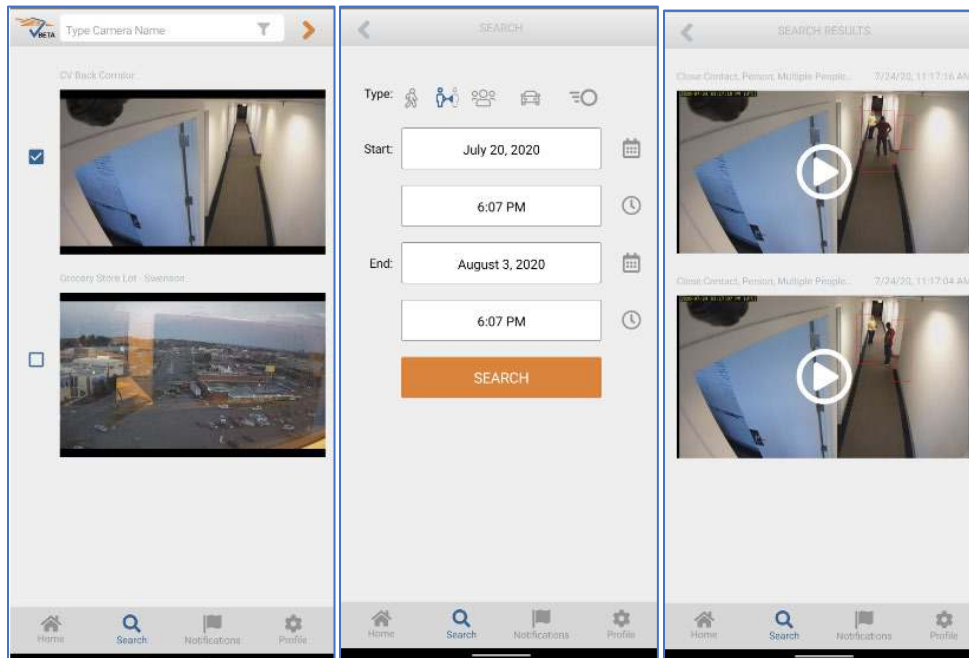 BETA
Type Camera Name
CV Back Corridor
Grocery Store Lot - Swenson
Home
Search
Notifications
Profile
SEARCH
Type:
Start:
July 20, 2020
6:07 PM
End:
August 3, 2020
6:07 PM
SEARCH
Home
Search
Notifications
Profile
SEARCH RESULTS
Close Contact, Person, Multiple People... 7/24/20, 11:17:16 AM
Close Contact, Person, Multiple People... 7/24/20, 11:17:04 AM
Home
Search
Notifications
Profile